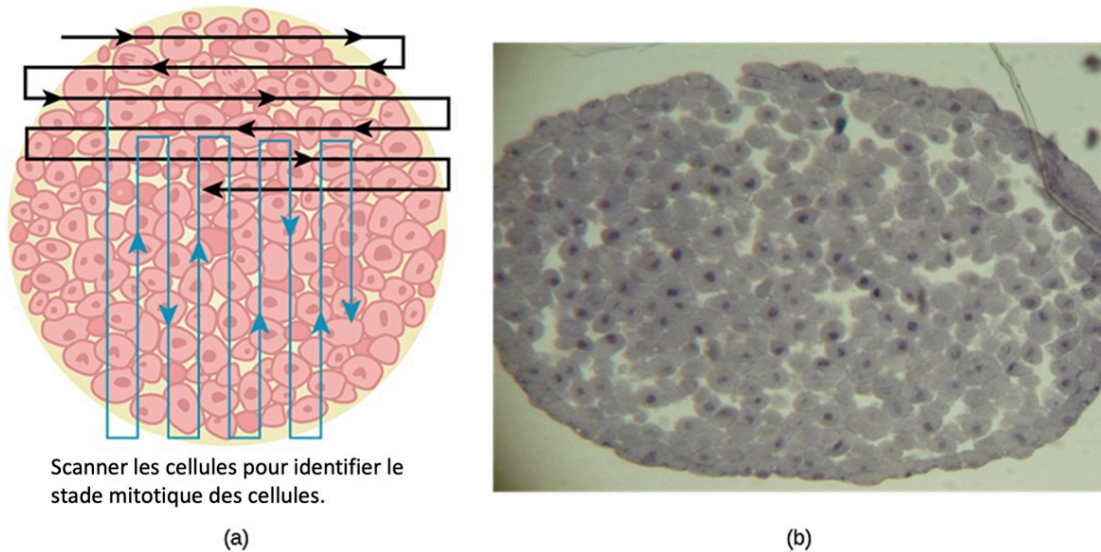 Scanner les cellules pour identifier le
stade mitotique des cellules.
(a)
(b)